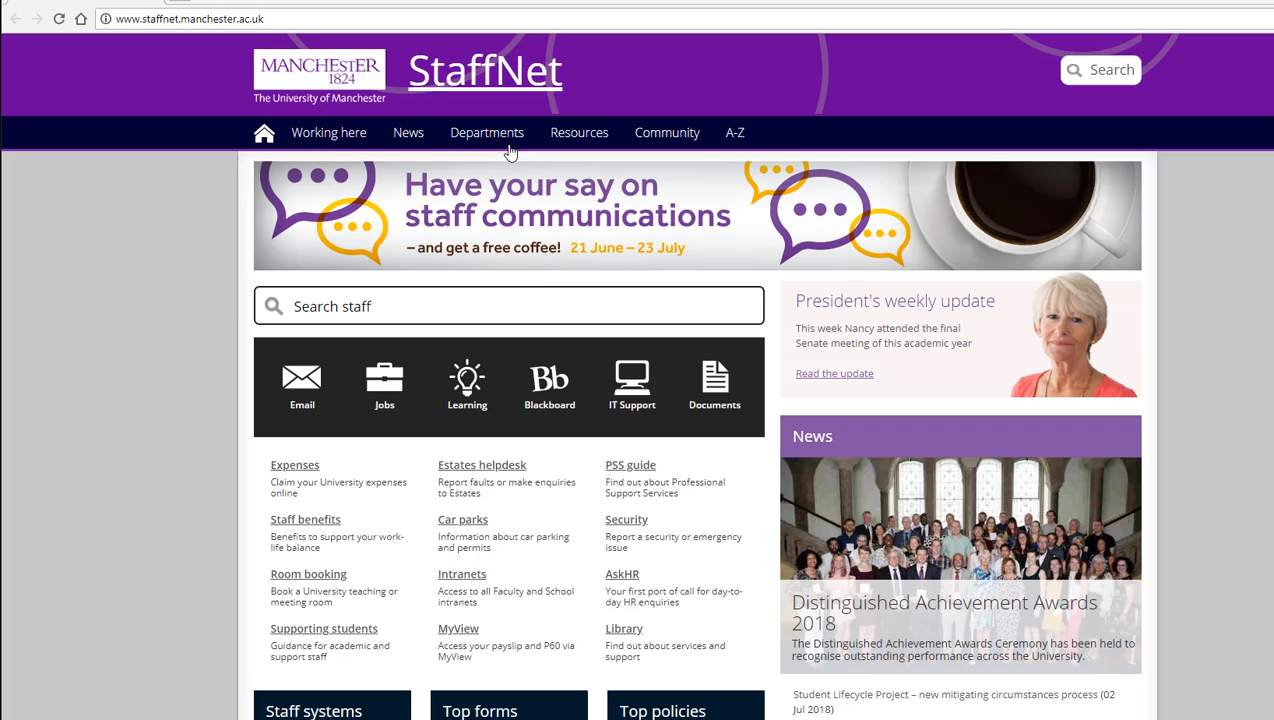 www.staffnet.manchester.ac.uk
MANCHESTER
1824
The University of Manchester
StaffNet
Search
Working here
News
Departments
Resources
Community
A-Z
Have your say on
staff communications
– and get a free coffee! 21 June – 23 July
Search staff
Email
Jobs
Learning
Bb
Blackboard
IT Support
Documents
President's weekly update
This week Nancy attended the final
Senate meeting of this academic year
Read the update
Expenses
Claim your University expenses
online
Estates helpdesk
Report faults or make enquiries
to Estates
PSS guide
Find out about Professional
Support Services
Staff benefits
Benefits to support your work-
life balance
Car parks
Information about car parking
and permits
Security
Report a security or emergency
issue
Room booking
Book a University teaching or
meeting room
Intranets
Access to all Faculty and School
intranets
AskHR
Your first port of call for day-to-
day HR enquiries
Supporting students
Guidance for academic and
support staff
MyView
Access your payslip and P60 via
MyView
Library
Find out about services and
support
Staff systems
Top forms
Top policies
News
Distinguished Achievement Awards
2018
The Distinguished Achievement Awards Ceremony has been held to
recognise outstanding performance across the University.
Student Lifecycle Project – new mitigating circumstances process (02
Jul 2018)